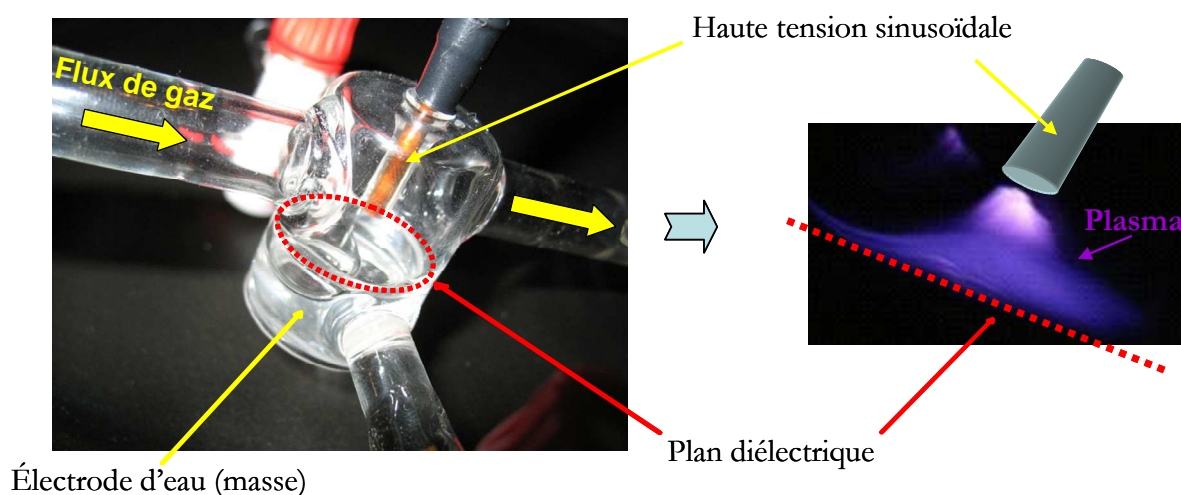 Haute tension sinusoïdale
Flux de gaz
Plasma
Plan diélectrique
Électrode d'eau (masse)